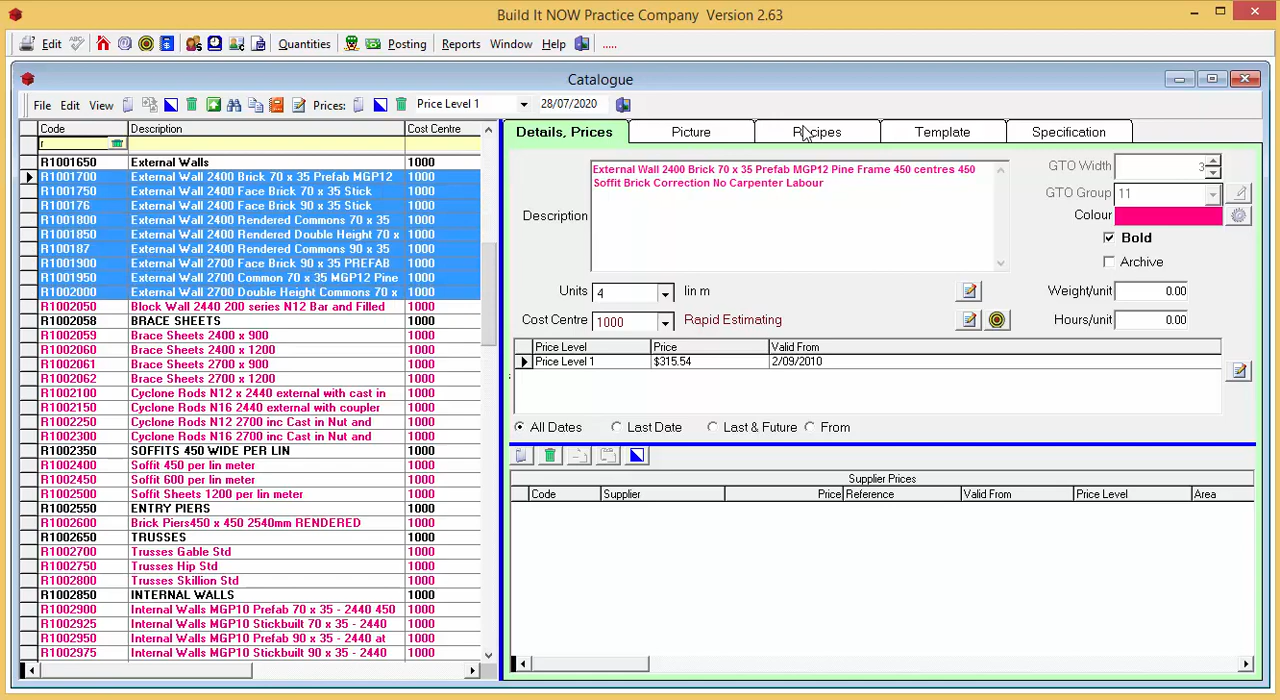 Build It NOW Practice Company  Version 2.63
Edit Quantities Posting Reports Window Help .....
Catalogue
File Edit View Prices: Price Level 1 28/07/2020
Code Description Cost Centre
r
R1001650 External Walls 1000
R1001700 External Wall 2400 Brick 70 x 35 Prefab MGP12 1000
R1001750 External Wall 2400 Face Brick 70 x 35 Stick 1000
R100176 External Wall 2400 Face Brick 90 x 35 Stick 1000
R1001800 External Wall 2400 Rendered Commons 70 x 35 1000
R1001850 External Wall 2400 Rendered Double Height 70 x 1000
R100187 External Wall 2400 Rendered Commons 90 x 35 1000
R1001900 External Wall 2700 Face Brick 90 x 35 PREFAB 1000
R1001950 External Wall 2700 Common 70 x 35 MGP12 Pine 1000
R1002000 External Wall 2700 Double Height Commons 70 x 1000
R1002050 Block Wall 2440 200 series N12 Bar and Filled 1000
R1002058 BRACE SHEETS 1000
R1002059 Brace Sheets 2400 x 900 1000
R1002060 Brace Sheets 2400 x 1200 1000
R1002061 Brace Sheets 2700 x 900 1000
R1002062 Brace Sheets 2700 x 1200 1000
R1002100 Cyclone Rods N12 x 2440 external with cast in 1000
R1002150 Cyclone Rods N16 2440 external with coupler 1000
R1002250 Cyclone Rods N12 2700 inc Cast in Nut and 1000
R1002300 Cyclone Rods N16 2700 inc Cast in Nut and 1000
R1002350 SOFFITS 450 WIDE PER LIN 1000
R1002400 Soffit 450 per lin meter 1000
R1002450 Soffit 600 per lin meter 1000
R1002500 Soffit Sheets 1200 per lin meter 1000
R1002550 ENTRY PIERS 1000
R1002600 Brick Piers450 x 450 2540mm RENDERED 1000
R1002650 TRUSSES 1000
R1002700 Trusses Gable Std 1000
R1002750 Trusses Hip Std 1000
R1002800 Trusses Skillion Std 1000
R1002850 INTERNAL WALLS 1000
R1002900 Internal Walls MGP10 Prefab 70 x 35 - 2440 450 1000
R1002925 Internal Walls MGP10 Stickbuilt 70 x 35 - 2440 1000
R1002950 Internal Walls MGP10 Prefab 90 x 35 - 2440 at 1000
R1002975 Internal Walls MGP10 Stickbuilt 90 x 35 - 2440 1000
Details, Prices Picture Recipes Template Specification
Description
External Wall 2400 Brick 70 x 35 Prefab MGP12 Pine Frame 450 centres 450
Soffit Brick Correction No Carpenter Labour
GTO Width 3
GTO Group 11
Colour
Bold
Archive
Units 4 lin m
Weight/unit 0.00
Cost Centre 1000 Rapid Estimating
Hours/unit 0.00
Price Level Price Valid From
Price Level 1 $315.54 2/09/2010
All Dates Last Date Last & Future From
Supplier Prices
Code Supplier Price Reference Valid From Price Level Area